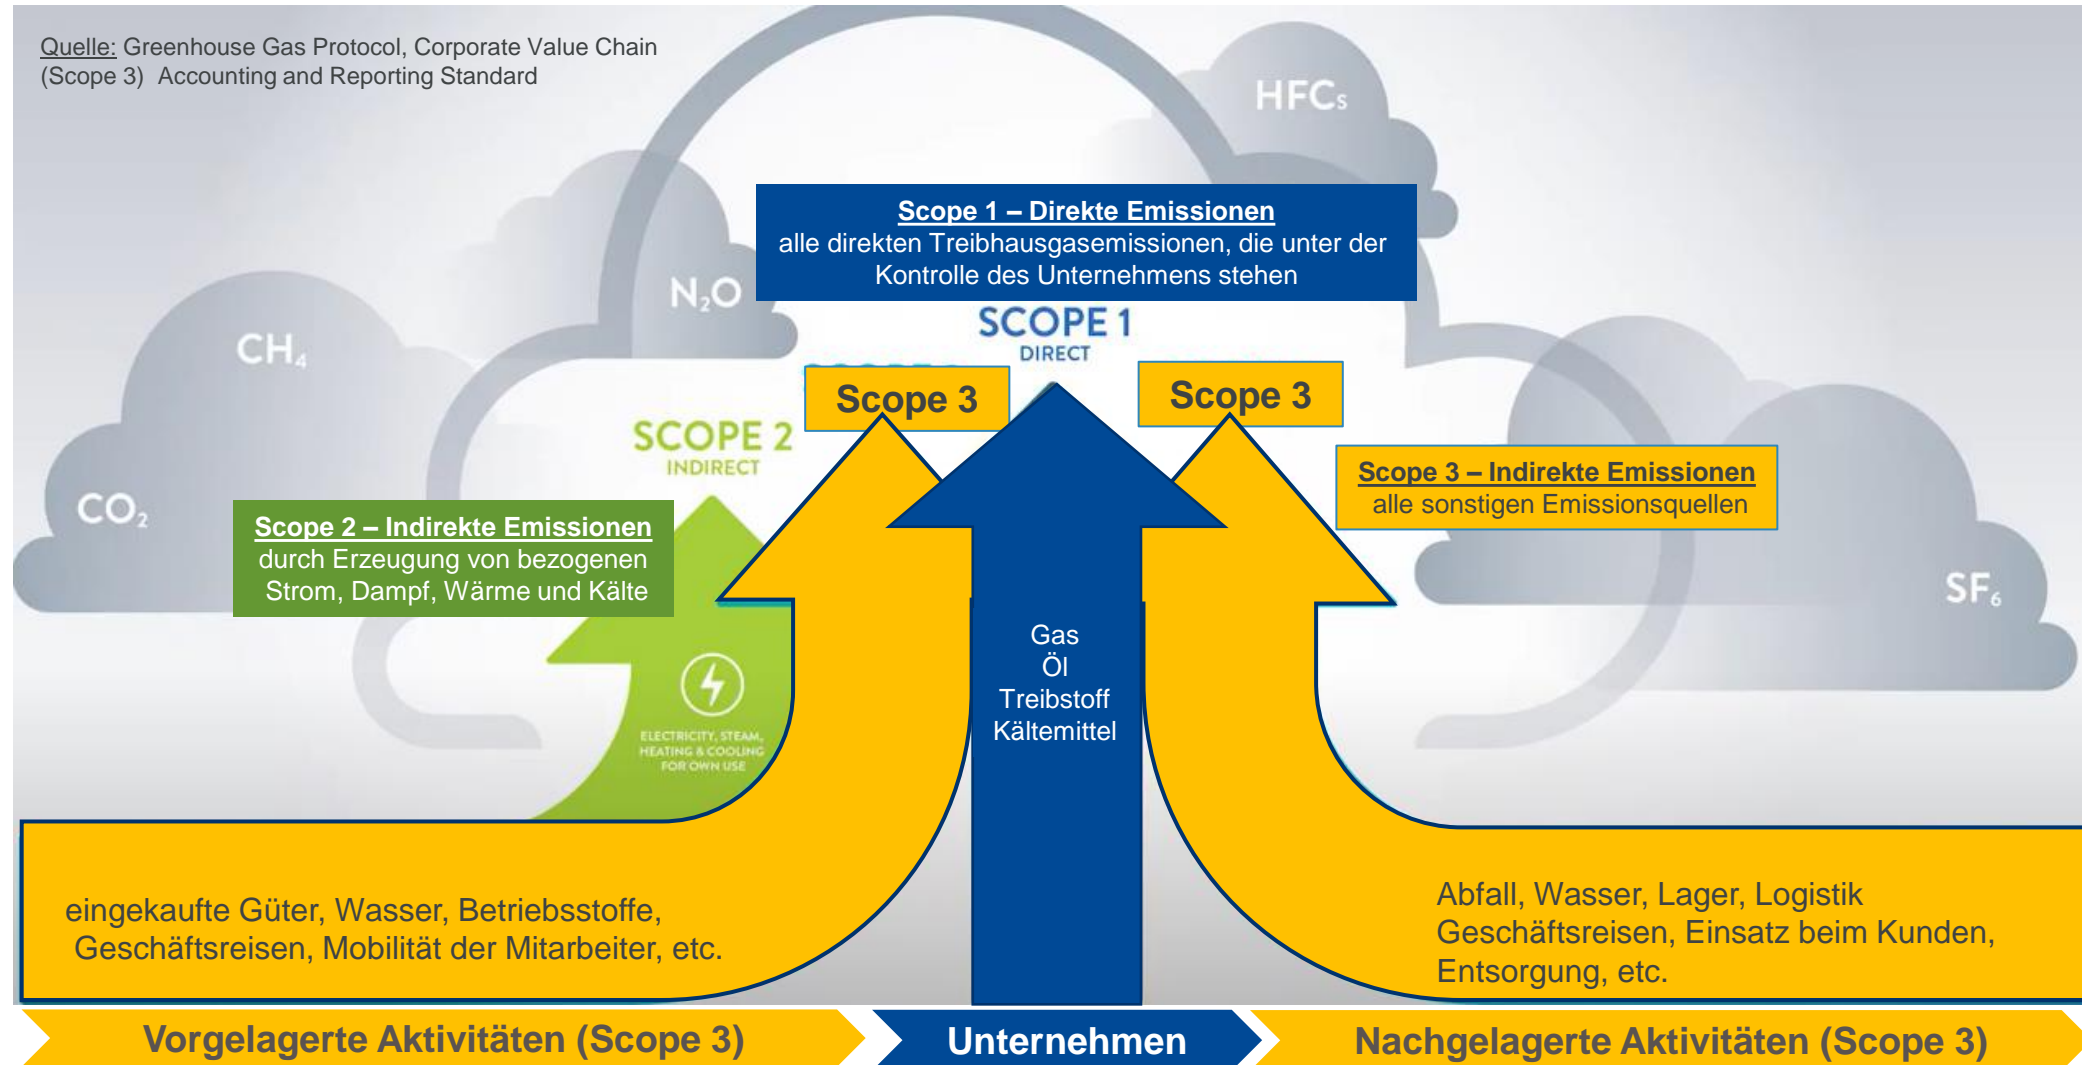 Quelle: Greenhouse Gas Protocol, Corporate Value Chain
(Scope 3) Accounting and Reporting Standard
HFCs
Scope 1 – Direkte Emissionen
alle direkten Treibhausgasemissionen, die unter der
Kontrolle des Unternehmens stehen
N₂O
CH₄
SCOPE 1
DIRECT
Scope 3
Scope 3
SCOPE 2
INDIRECT
Scope 3 – Indirekte Emissionen
alle sonstigen Emissionsquellen
CO₂
Scope 2 – Indirekte Emissionen
durch Erzeugung von bezogenen
Strom, Dampf, Wärme und Kälte
SF₆
Gas
Öl
Treibstoff
Kältemittel
ELECTRICITY, STEAM,
HEATING & COOLING
FOR OWN USE
eingekaufte Güter, Wasser, Betriebsstoffe,
Geschäftsreisen, Mobilität der Mitarbeiter, etc.
Abfall, Wasser, Lager, Logistik
Geschäftsreisen, Einsatz beim Kunden,
Entsorgung, etc.
Vorgelagerte Aktivitäten (Scope 3)
Unternehmen
Nachgelagerte Aktivitäten (Scope 3)